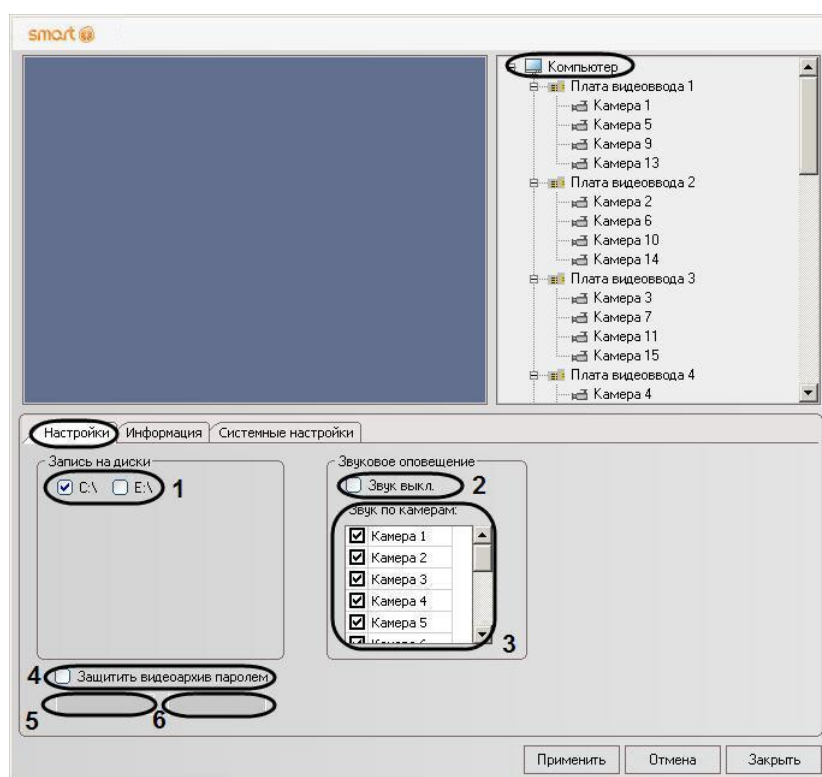 smart
Компьютер
Плата видеоввода 1
Камера 1
Камера 5
Камера 9
Камера 13
Плата видеоввода 2
Камера 2
Камера 6
Камера 10
Камера 14
Плата видеоввода 3
Камера 3
Камера 7
Камера 11
Камера 15
Плата видеоввода 4
Камера 4
Настройки Информация Системные настройки
Запись на диски
C:\ E:\ 1
Звуковое оповещение
Звук выкл. 2
Звук по камерам:
Камера 1
Камера 2
Камера 3
Камера 4
Камера 5
Камера 6
3
4 Защитить видеоархив паролем
5 6
Применить Отмена Закрыть